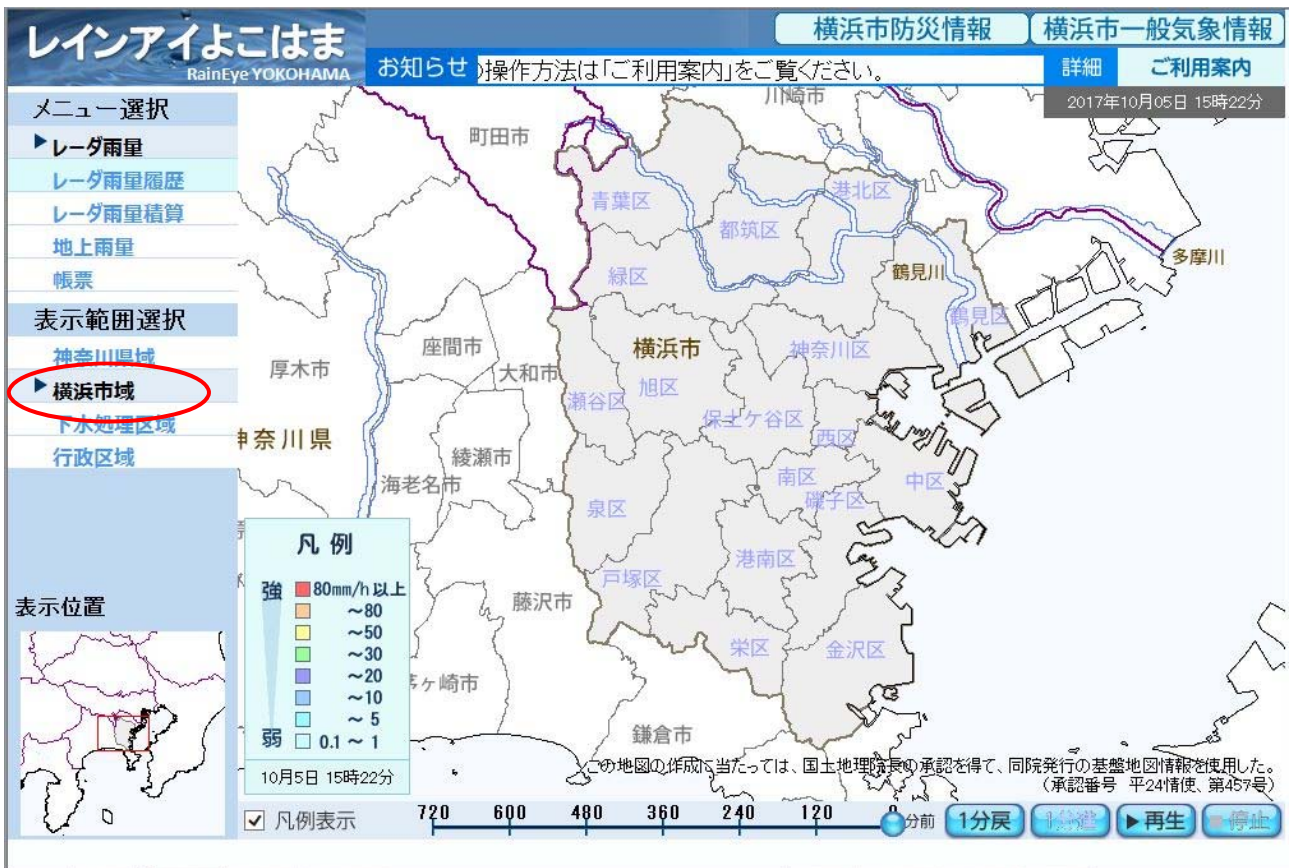 レインアイよこはま
RainEye YOKOHAMA
横浜市防災情報
横浜市一般気象情報
お知らせ
操作方法は「ご利用案内」をご覧ください。
詳細
ご利用案内
2017年10月05日 15時22分
メニュー選択
レーダ雨量
レーダ雨量履歴
レーダ雨量積算
地上雨量
帳票
表示範囲選択
神奈川県域
横浜市域
下水処理区域
行政区域
表示位置
川崎市
町田市
青葉区
港北区
都筑区
多摩川
緑区
鶴見川
鶴見区
座間市
横浜市
神奈川区
厚木市
大和市
旭区
瀬谷区
保土ケ谷区
西区
神奈川県
綾瀬市
海老名市
南区
中区
磯子区
泉区
港南区
戸塚区
藤沢市
栄区
金沢区
ケ崎市
鎌倉市
凡例
強
80mm/h以上
～80
～50
～30
～20
～10
～ 5
弱
0.1 ～ 1
10月5日 15時22分
この地図の作成に当たっては、国土地理院長の承認を得て、同院発行の基盤地図情報を使用した。
(承認番号 平24情使、第457号)
凡例表示
720 600 480 360 240 120 0
分前
1分戻
1分進
再生
停止